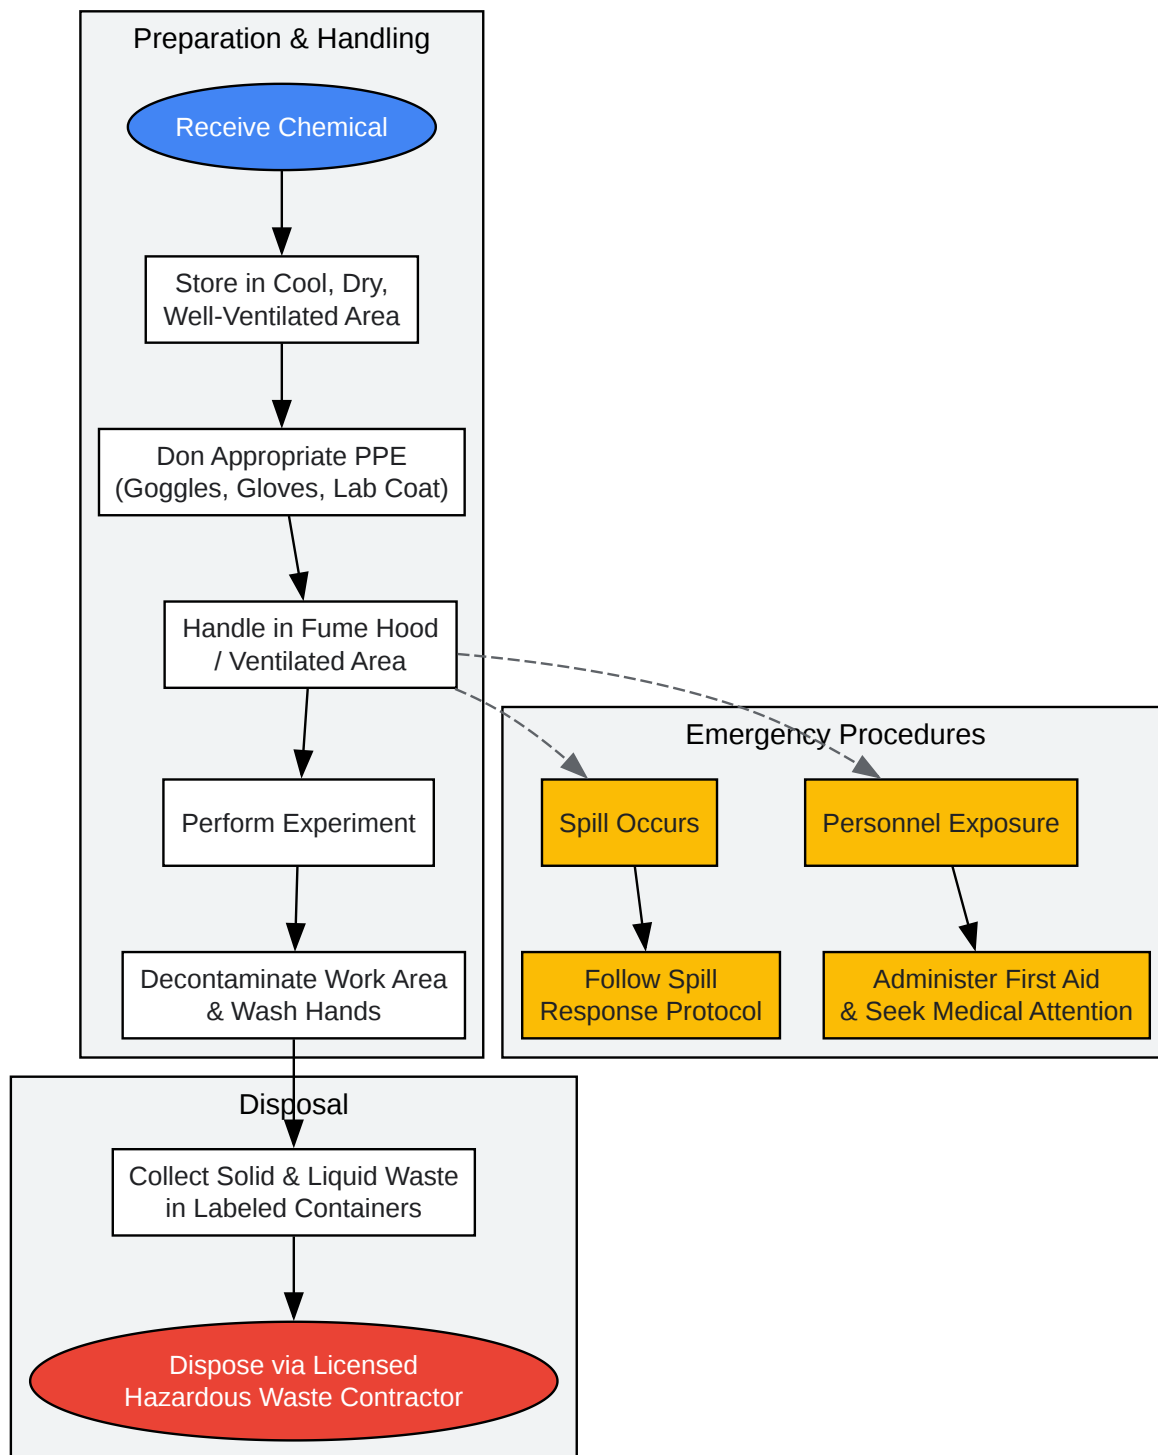 Preparation & Handling
Receive Chemical
Store in Cool, Dry,
Well-Ventilated Area
Don Appropriate PPE
(Goggles, Gloves, Lab Coat)
Handle in Fume Hood
/ Ventilated Area
Perform Experiment
Decontaminate Work Area
& Wash Hands
Emergency Procedures
Spill Occurs
Personnel Exposure
Follow Spill
Response Protocol
Administer First Aid
& Seek Medical Attention
Disposal
Collect Solid & Liquid Waste
in Labeled Containers
Dispose via Licensed
Hazardous Waste Contractor